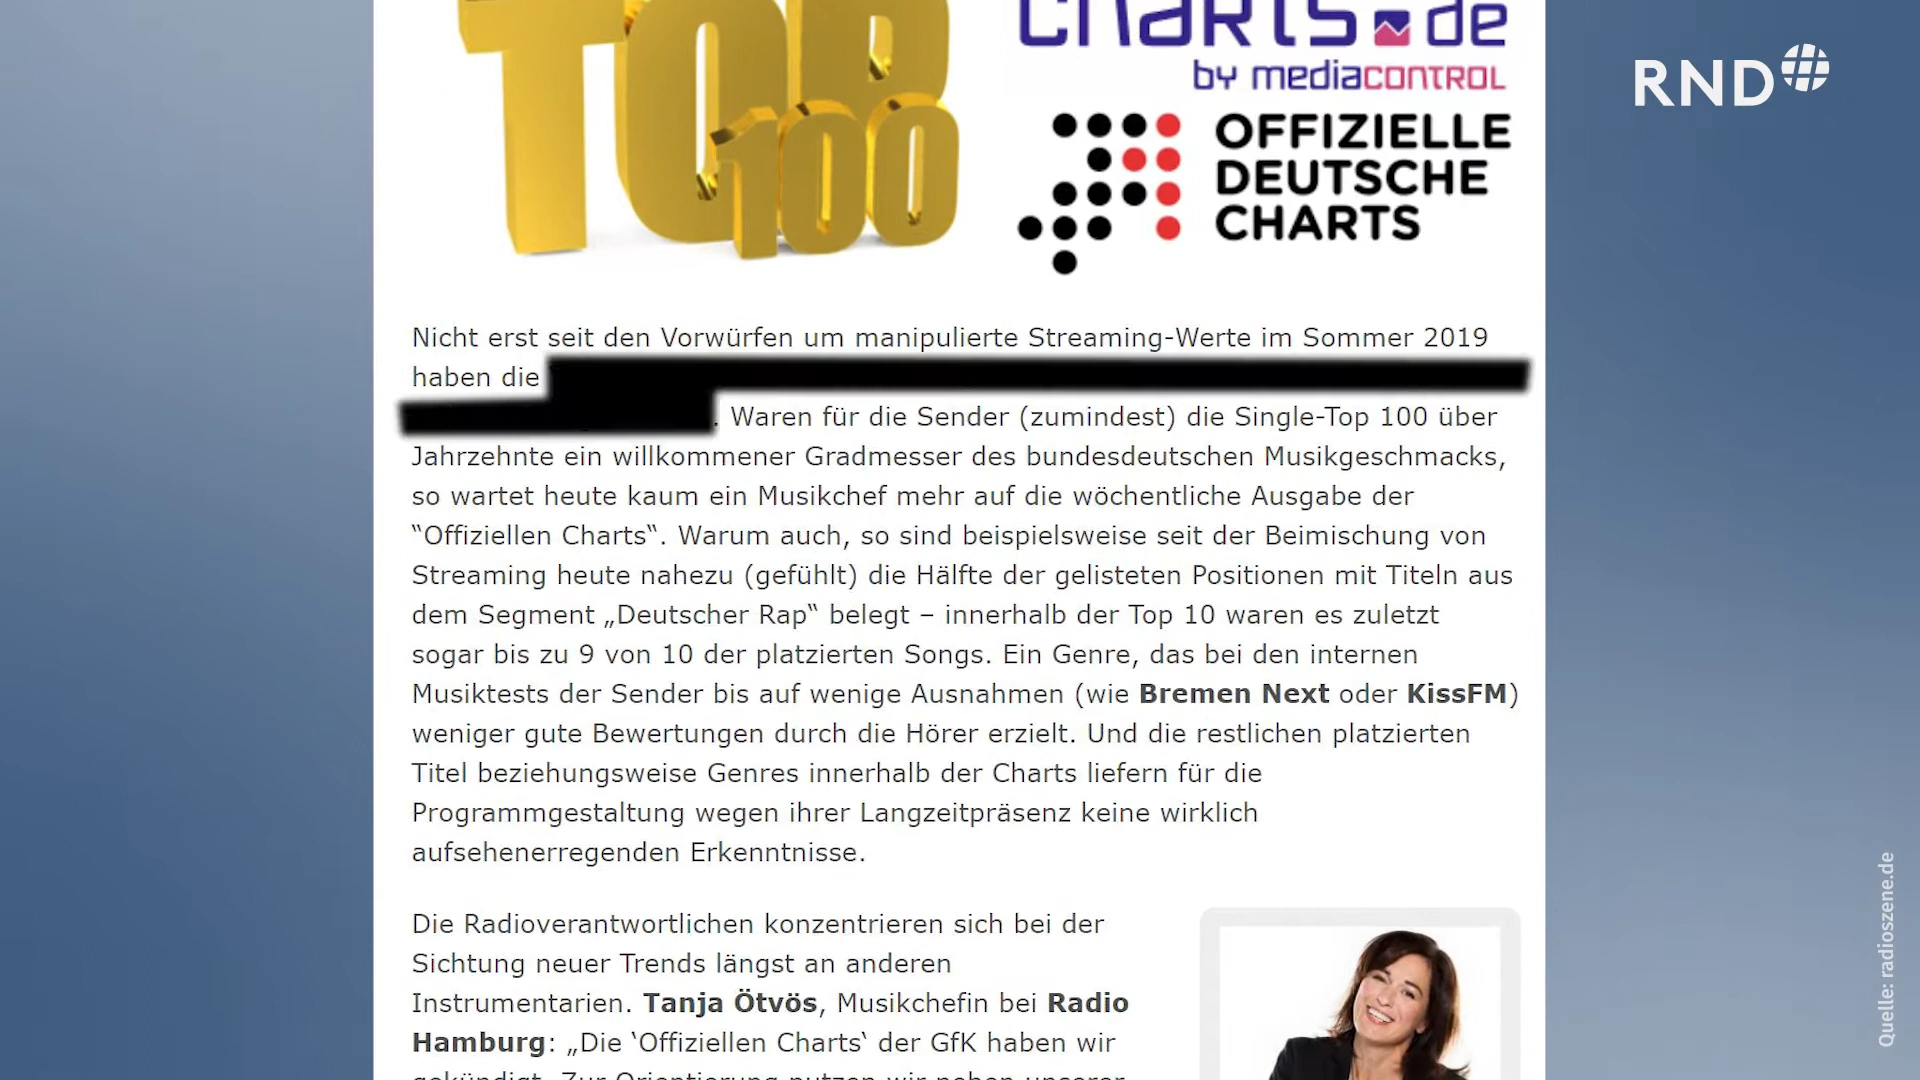 TOP
100
CHARTS.de
by mediacontrol
OFFIZIELLE
DEUTSCHE
CHARTS
RND
Nicht erst seit den Vorwürfen um manipulierte Streaming-Werte im Sommer 2019
haben die
. Waren für die Sender (zumindest) die Single-Top 100 über
Jahrzehnte ein willkommener Gradmesser des bundesdeutschen Musikgeschmacks,
so wartet heute kaum ein Musikchef mehr auf die wöchentliche Ausgabe der
“Offiziellen Charts“. Warum auch, so sind beispielsweise seit der Beimischung von
Streaming heute nahezu (gefühlt) die Hälfte der gelisteten Positionen mit Titeln aus
dem Segment „Deutscher Rap“ belegt – innerhalb der Top 10 waren es zuletzt
sogar bis zu 9 von 10 der platzierten Songs. Ein Genre, das bei den internen
Musiktests der Sender bis auf wenige Ausnahmen (wie Bremen Next oder KissFM)
weniger gute Bewertungen durch die Hörer erzielt. Und die restlichen platzierten
Titel beziehungsweise Genres innerhalb der Charts liefern für die
Programmgestaltung wegen ihrer Langzeitpräsenz keine wirklich
aufsehenerregenden Erkenntnisse.
Die Radioverantwortlichen konzentrieren sich bei der
Sichtung neuer Trends längst an anderen
Instrumentarien. Tanja Ötvös, Musikchefin bei Radio
Hamburg: „Die ‘Offiziellen Charts‘ der GfK haben wir
gekündigt. Zur Orientierung nutzen wir neben unserer
Quelle: radioszene.de